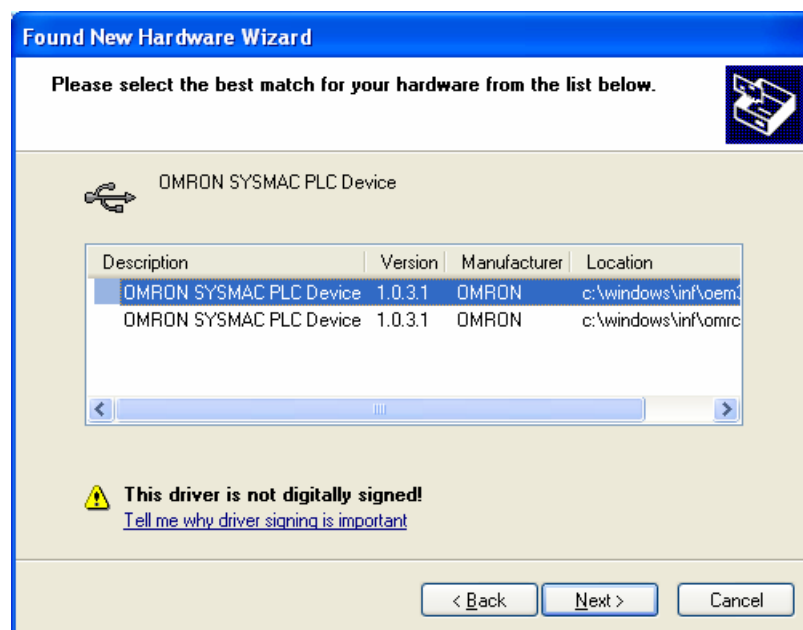 Found New Hardware Wizard
Please select the best match for your hardware from the list below.
OMRON SYSMAC PLC Device
Description Version Manufacturer Location
OMRON SYSMAC PLC Device 1.0.3.1 OMRON c:\windows\inf\oem3
OMRON SYSMAC PLC Device 1.0.3.1 OMRON c:\windows\inf\omrc
This driver is not digitally signed!
Tell me why driver signing is important
< Back Next > Cancel